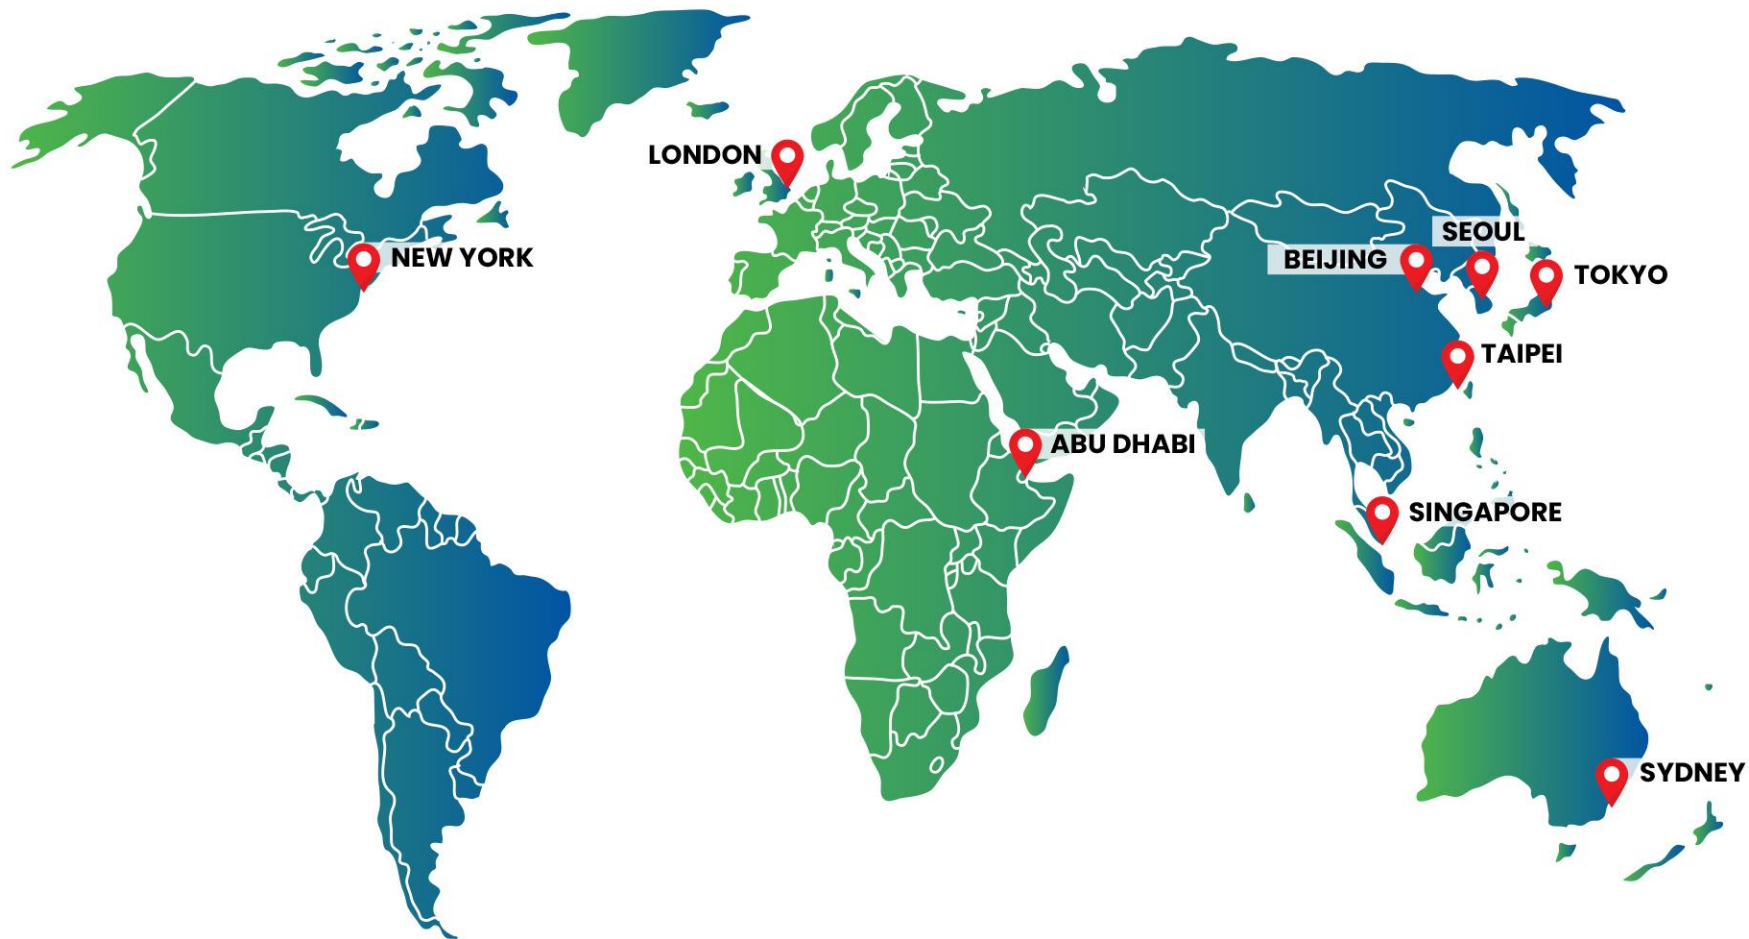 LONDON
SEOUL
NEW YORK
BEIJING
TOKYO
TAIPEI
ABU DHABI
SINGAPORE
SYDNEY